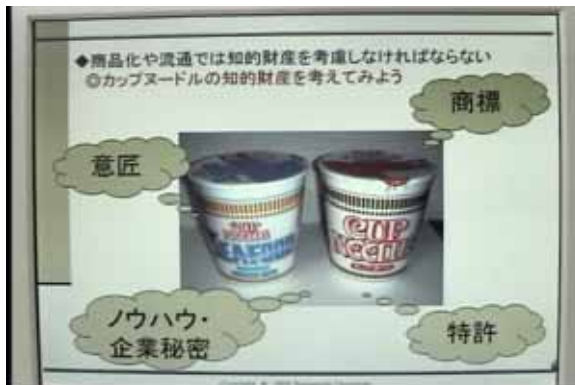 ◆商品化や流通では知的財産を考慮しなければならない
◎カップヌードルの知的財産を考えてみよう
商標
意匠
CUP
NOODLE
SEAFOOD
CUP
NOODLE
ノウハウ・
企業秘密
特許